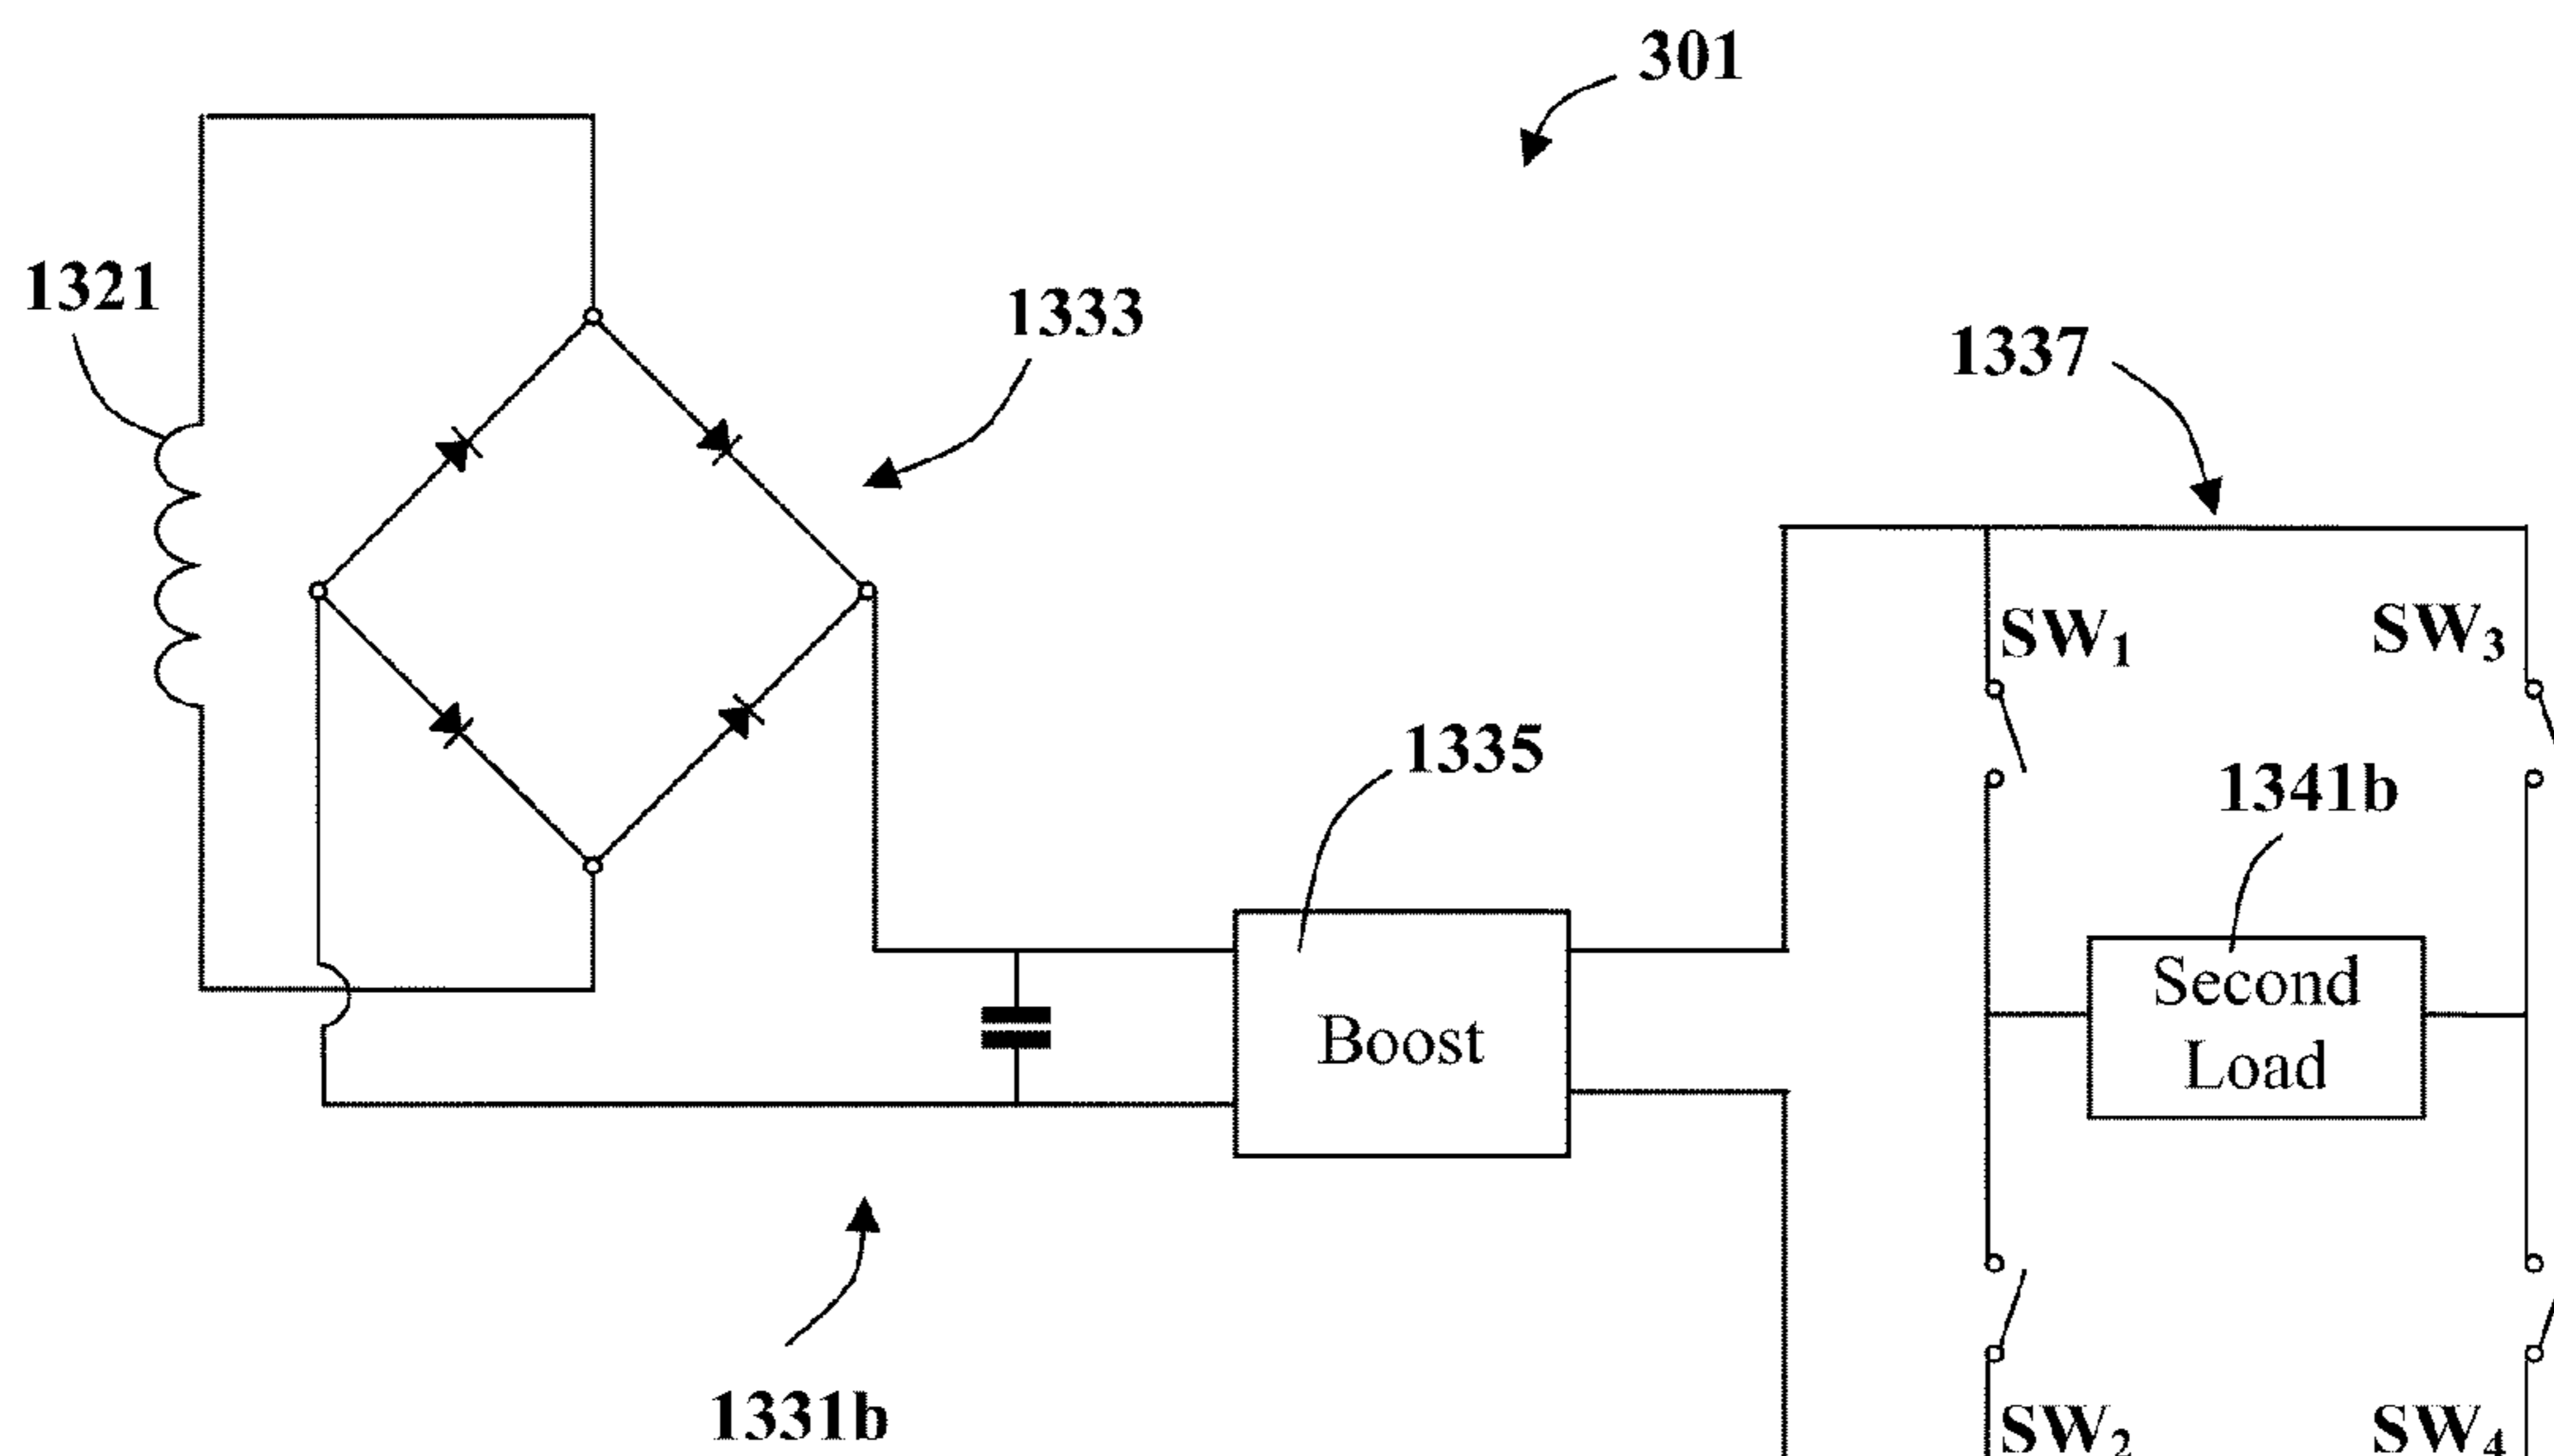 301
1321
1333
1337
SW₁
SW₃
1335
1341b
Second
Load
Boost
1331b
SW₂
SW₄